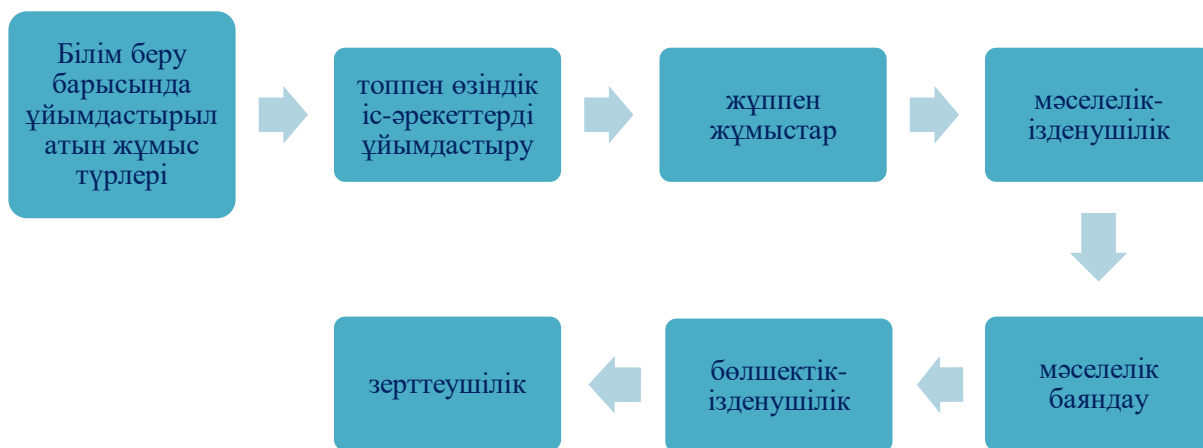 Білім беру
барысында
ұйымдастырыл
атын жұмыс
түрлері
топпен өзіндік
іс-әрекеттерді
ұйымдастыру
жұппен
жұмыстар
мәселелік-
ізденушілік
мәселелік
баяндау
бөлшектік-
ізденушілік
зерттеушілік